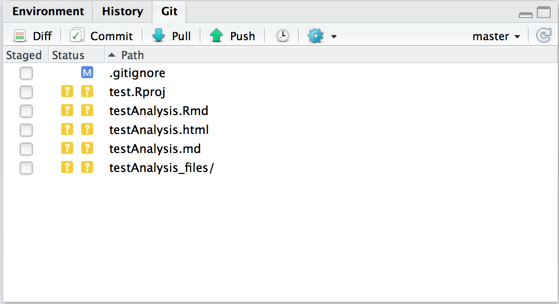 Environment History Git
Diff Commit Pull Push master
Staged Status Path
M .gitignore
? ? test.Rproj
? ? testAnalysis.Rmd
? ? testAnalysis.html
? ? testAnalysis.md
? ? testAnalysis_files/